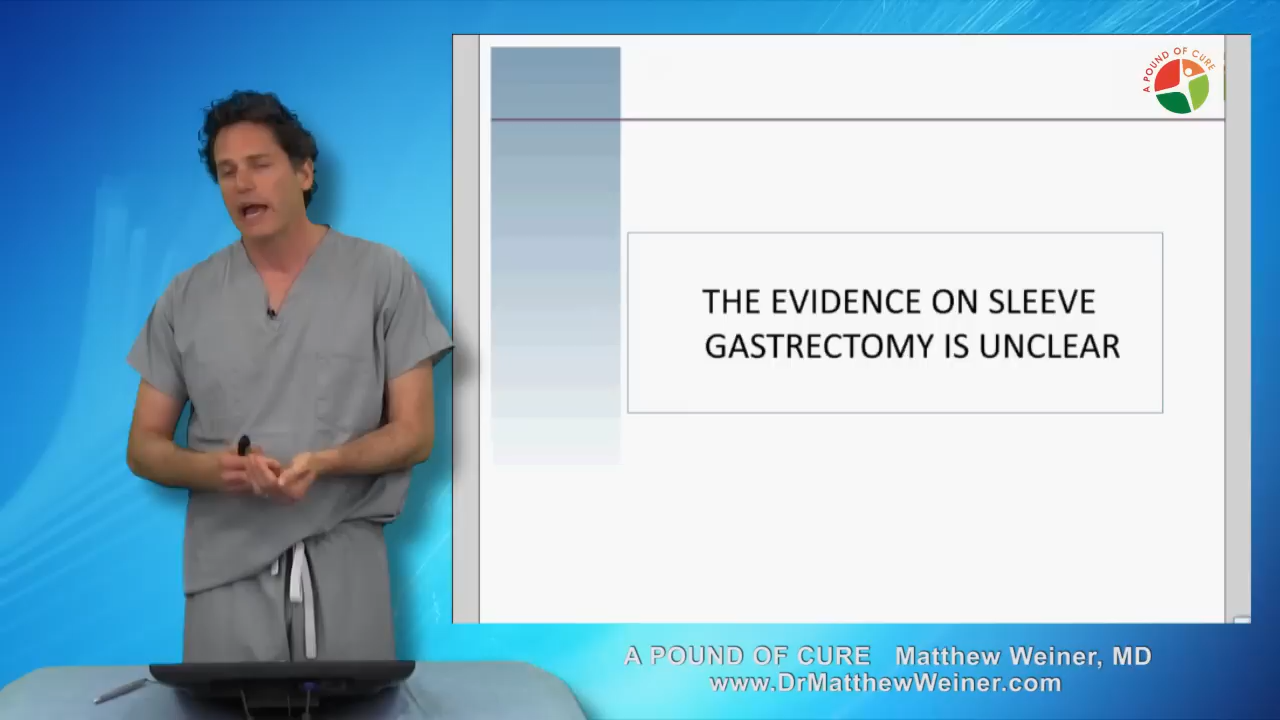 A POUND OF CURE
THE EVIDENCE ON SLEEVE
GASTRECTOMY IS UNCLEAR
A POUND OF CURE Matthew Weiner, MD
www.DrMatthewWeiner.com